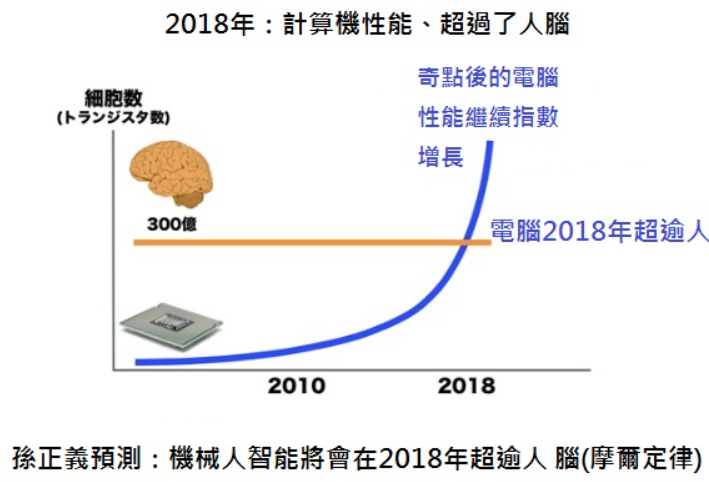 2018年：計算機性能、超過了人腦
奇點後的電腦
性能繼續指數
增長
細胞数
(トランジスタ数)
300億
電腦2018年超逾人
2010
2018
孫正義預測：機械人智能將會在2018年超逾人 腦(摩爾定律)